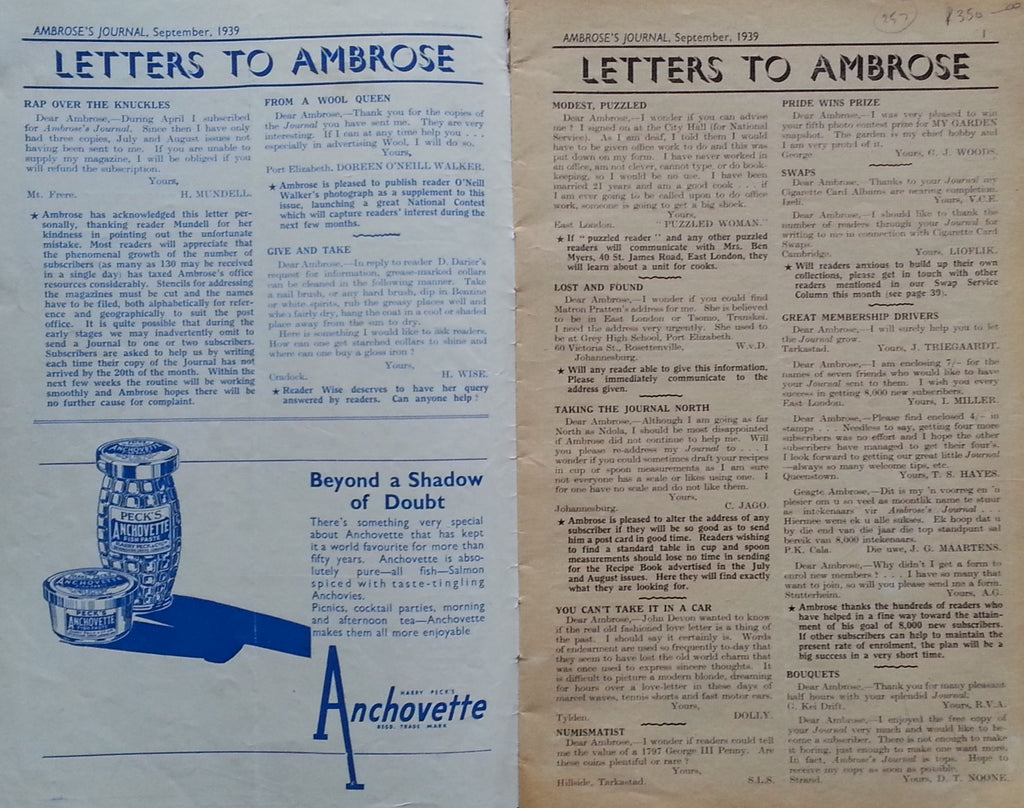 AMBROSE'S JOURNAL, September, 1939
LETTERS TO AMBROSE
RAP OVER THE KNUCKLES
Dear Ambrose,—During April I subscribed
for Ambrose's Journal. Since then I have only
had three copies, July and August issues not
having been sent to me. If you are unable to
supply my magazine, I will be obliged if you
will refund the subscription.
Yours,
Mt. Frere. H. MUNDELL.
★ Ambrose has acknowledged this letter per-
sonally, thanking reader Mundell for her
kindness in pointing out the unfortunate
mistake. Most readers will appreciate that
the phenomenal growth of the number of
subscribers (as many as 130 may be received
in a single day) has taxed Ambrose's office
resources considerably. Stencils for addressing
the magazines must be cut and the names
have to be filed, both alphabetically for ref-
erence and geographically to suit the post
office. It is quite possible that during the
early stages we may inadvertently omit to
send a Journal to one or two subscribers.
Subscribers are asked to help us by writing
each time their copy of the Journal has not
arrived by the 20th of the month. Within the
next few weeks the routine will be working
smoothly and Ambrose hopes there will be
no further cause for complaint.
FROM A WOOL QUEEN
Dear Ambrose,—Thank you for the copies of
the Journal you have sent me. They are very
interesting. If I can at any time help you . . .
especially in advertising Wool, I will do so.
Yours,
Port Elizabeth. DOREEN O'NEILL WALKER.
★ Ambrose is pleased to publish reader O'Neill
Walker's photograph as a supplement to this
issue, launching a great National Contest
which will capture readers' interest during the
next few months.
GIVE AND TAKE
Dear Ambrose,—In reply to reader D. Darier's
request for information, grease-marked collars
can be cleaned in the following manner. Take
a nail brush, or any hard brush, dip in Benzine
or white spirits, rub the greasy places well and
when fairly dry, hang the coat in a cool or shaded
place away from the sun to dry.
Here is something I would like to ask readers.
How can one get starched collars to shine and
where can one buy a gloss iron?
Yours,
Cradock. H. WISE.
★ Reader Wise deserves to have her query
answered by readers. Can anyone help?
PECK'S
ANCHOVETTE
FISH PASTE
PECK'S
ANCHOVETTE
Beyond a Shadow
of Doubt
There's something very special
about Anchovette that has kept
it a world favourite for more than
fifty years. Anchovette is abso-
lutely pure—all fish—Salmon
spiced with taste-tingling
Anchovies.
Picnics, cocktail parties, morning
and afternoon tea—Anchovette
makes them all more enjoyable
HARRY PECK'S
Anchovette
REGD. TRADE MARK
257 R350-00
AMBROSE'S JOURNAL, September, 1939 1
LETTERS TO AMBROSE
MODEST, PUZZLED
Dear Ambrose,—I wonder if you can advise
me? I signed on at the City Hall (for National
Service). As I am deaf, I told them I would
have to be given office work to do and this was
put down on my form. I have never worked in
an office, am not clever, cannot type, or do book-
keeping, so I would be no use. I have been
married 21 years and am a good cook . . . if
I am ever going to be called upon to do office
work, someone is going to get a big shock.
Yours,
East London. "PUZZLED WOMAN."
★ If "puzzled reader" and any other puzzled
readers will communicate with Mrs. Ben
Myers, 40 St. James Road, East London, they
will learn about a unit for cooks.
LOST AND FOUND
Dear Ambrose,—I wonder if you could find
Matron Pratten's address for me. She is believed
to be in East London or Tsomo, Transkei.
I need the address very urgently. She used to
be at Grey High School, Port Elizabeth.
60 Victoria St., Rosettenville, W.v.D.
Johannesburg.
★ Will any reader able to give this information,
Please immediately communicate to the
address given.
TAKING THE JOURNAL NORTH
Dear Ambrose,—Although I am going as far
North as Ndola, I should be most disappointed
if Ambrose did not continue to help me. Will
you please re-address my Journal to . . . I
wonder if you could sometimes draft your recipes
in cup or spoon measurements as I am sure
not everyone has a scale or likes using one. I
for one have no scale and do not like them.
Yours,
Johannesburg. C. JAGO.
★ Ambrose is pleased to alter the address of any
subscriber if they will be so good as to send
him a post card in good time. Readers wishing
to find a standard table in cup and spoon
measurements should lose no time in sending
for the Recipe Book advertised in the July
and August issues. Here they will find exactly
what they are looking for.
YOU CAN'T TAKE IT IN A CAR
Dear Ambrose,—John Devon wanted to know
if the real old fashioned love letter is a thing of
the past. I should say it certainly is. Words
of endearment are used so frequently to-day that
they seem to have lost the old world charm that
was once used to express sincere thoughts. It
is difficult to picture a modern blonde, dreaming
for hours over a love-letter in these days of
marcel waves, tennis shorts and fast motor cars.
Yours,
Tylden. DOLLY.
NUMISMATIST
Dear Ambrose,—I wonder if readers could tell
me the value of a 1797 George III Penny. Are
these coins plentiful or rare?
Yours,
Hillside, Tarkastad. S.L.S.
PRIDE WINS PRIZE
Dear Ambrose,—I was very pleased to win
your fifth photo contest prize for MY GARDEN
snapshot. The garden is my chief hobby and
I am very proud of it.
George Yours, C. J. WOODS.
SWAPS
Dear Ambrose, Thanks to your Journal my
Cigarette Card Albums are nearing completion.
Izeli. Yours, V.C.E.
Dear Ambrose,—I should like to thank the
number of readers through your Journal for
writing to me in connection with Cigarette Card
Swaps.
Cambridge. Yours, LIOFLIK.
★ Will readers anxious to build up their own
collections, please get in touch with other
readers mentioned in our Swap Service
Column this month (see page 39).
GREAT MEMBERSHIP DRIVERS
Dear Ambrose,—I will surely help you to let
the Journal grow.
Tarkastad. Yours, J. TRIEGAARDT.
Dear Ambrose,—I am enclosing 7/- for the
names of seven friends who would like to have
your Journal sent to them. I wish you every
success in getting 8,000 new subscribers.
East London. Yours, I. MILLER.
Dear Ambrose,—Please find enclosed 4/- in
stamps . . . Needless to say, getting four more
subscribers was no effort and I hope the other
subscribers have managed to get their four's.
I look forward to getting our great little Journal
—always so many welcome tips, etc.
Queenstown. Yours, T. S. HAYES.
Geagte Ambrose,—Dit is my 'n voorreg en 'n
plesier om u so veel as moontlik name te stuur
as intekenaars vir Ambrose's Journal . . .
Hiermee wens ek u alle sukses. Ek hoop dat u
by die end van die jaar die top standpunt sal
bereik van 8,000 intekenaars.
P.K. Cala. Die uwe, J. G. MAARTENS.
Dear Ambrose,—Why didn't I get a form to
enrol new members? . . . I have so many that
want to join, so will you please send me a form.
Stutterheim. Yours, A.G.
★ Ambrose thanks the hundreds of readers who
have helped in a fine way toward the attain-
ment of his goal of 8,000 new subscribers.
If other subscribers can help to maintain the
present rate of enrolment, the plan will be a
big success in a very short time.
BOUQUETS
Dear Ambrose,—Thank you for many pleasant
half hours with your splendid Journal.
G. Kei Drift. Yours, R.V.A.
Dear Ambrose,—I enjoyed the free copy of
your Journal very much and would like to be-
come a subscriber. There is not enough to make
it boring, just enough to make one want more.
In fact, Ambrose's Journal is tops. Hope to
receive my copy as soon as possible.
Strand. Yours, D. T. NOONE.